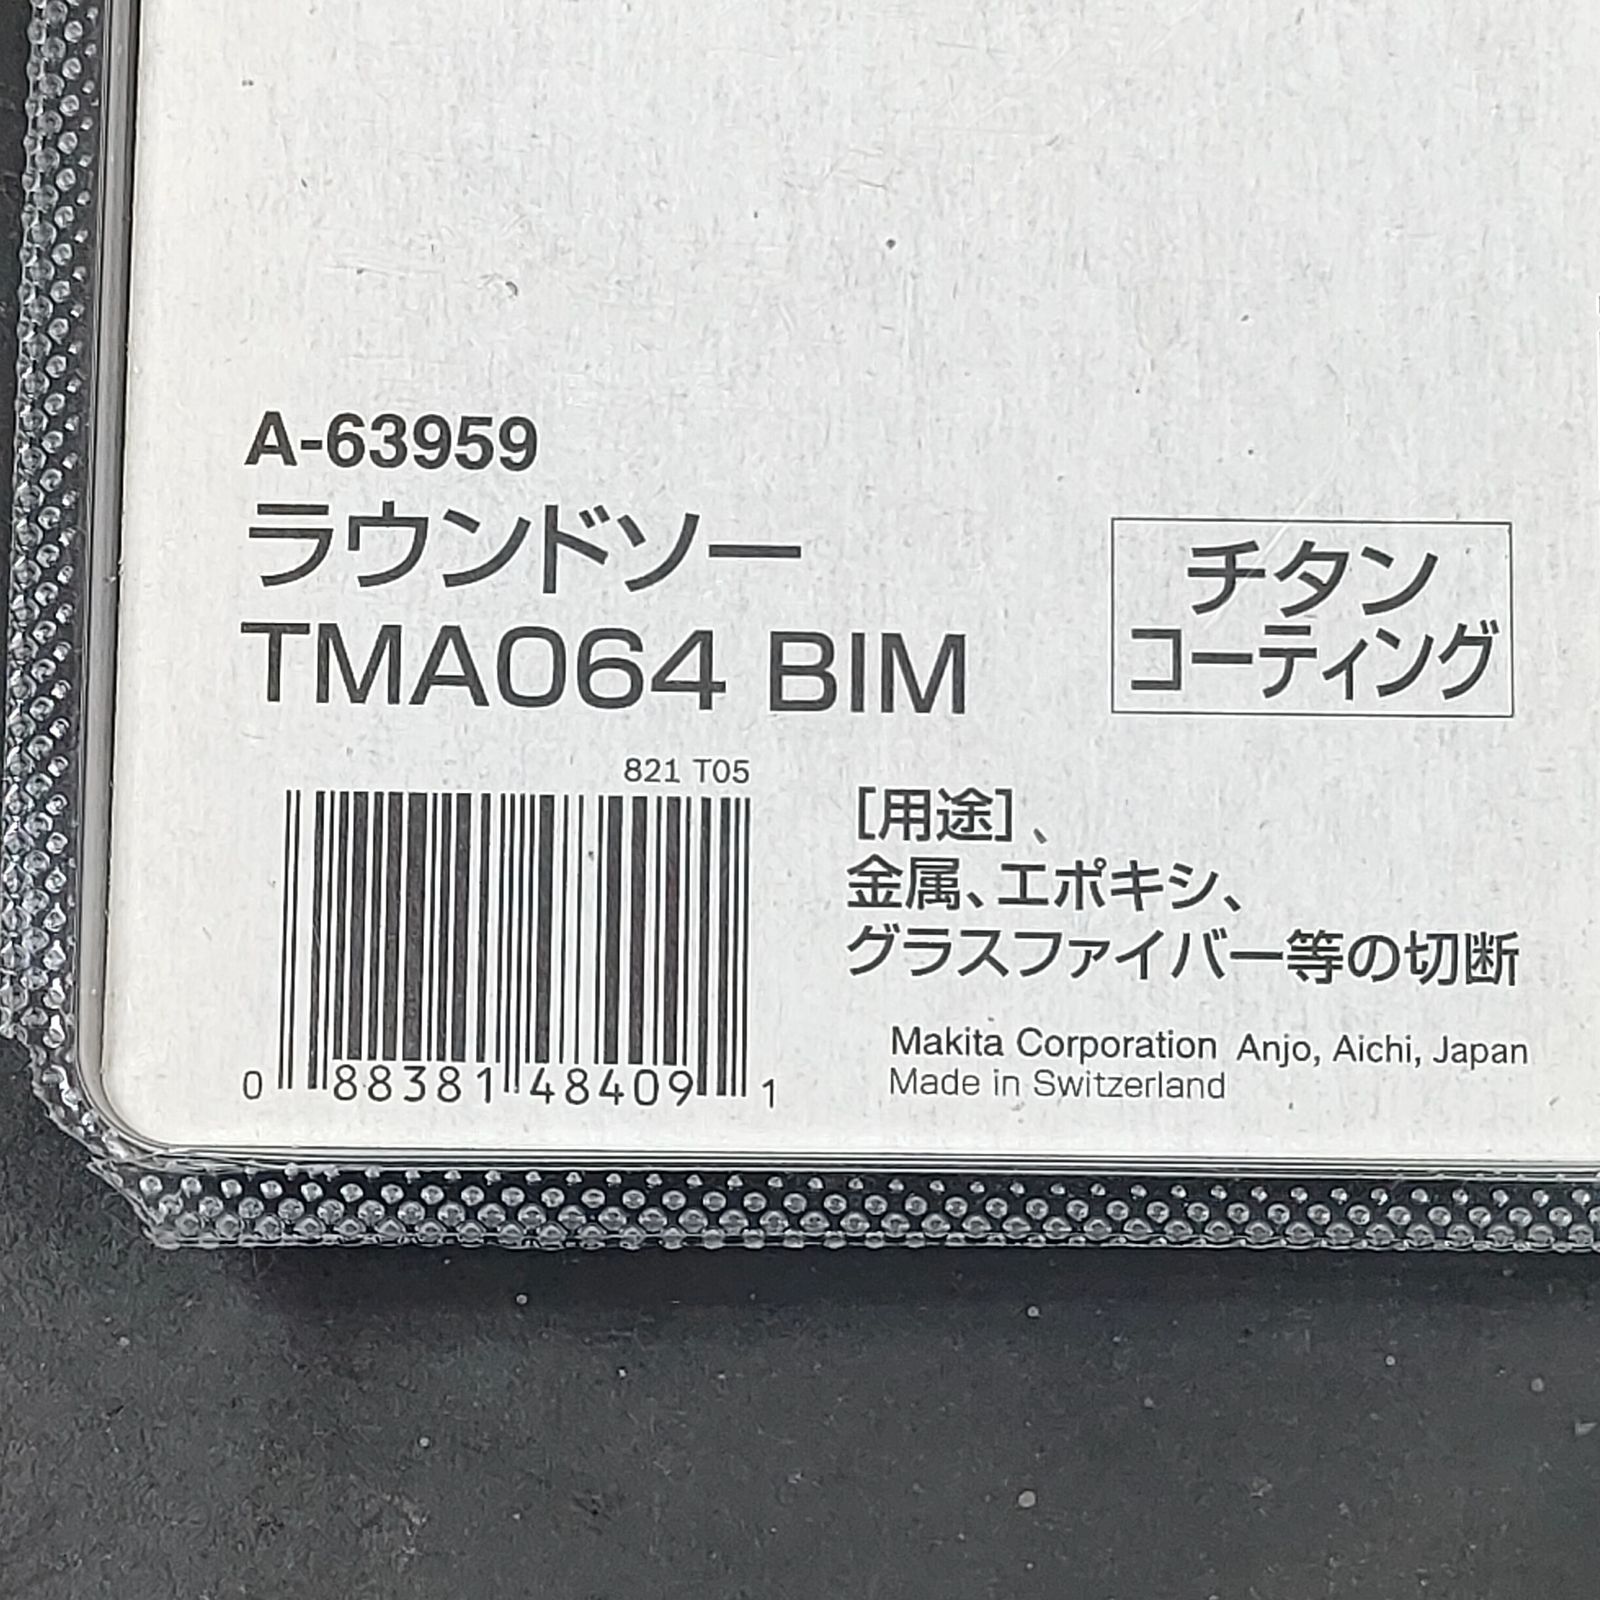 A-63959
ラウンドソー
TMA064 BIM
チタン
コーティング
821 T05
0 88381 48409 1
[用途]、
金属、エポキシ、
グラスファイバー等の切断
Makita Corporation Anjo, Aichi, Japan
Made in Switzerland